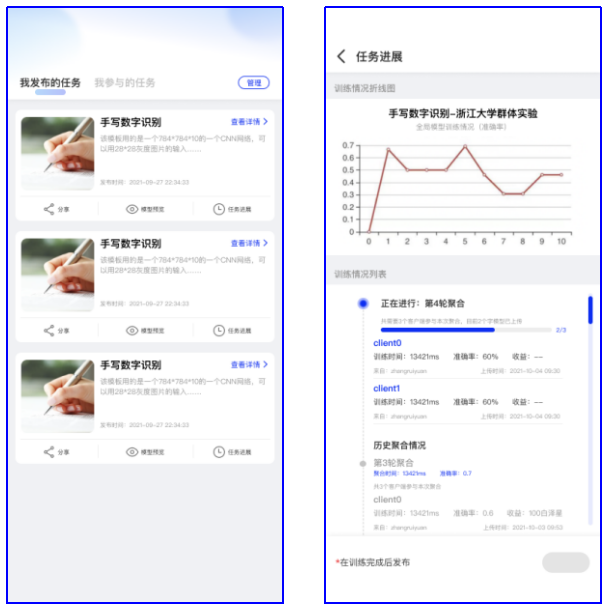 我发布的任务 我参与的任务 管理
手写数字识别 查看详情
该模板用的是一个784*784*10的一个CNN网络，可
以用28*28灰度图片的输入……
发布时间：2021-09-27 22:34:23
分享 模型预览 任务进展
手写数字识别 查看详情
该模板用的是一个784*784*10的一个CNN网络，可
以用28*28灰度图片的输入……
发布时间：2021-09-27 22:34:23
分享 模型预览 任务进展
手写数字识别 查看详情
该模板用的是一个784*784*10的一个CNN网络，可
以用28*28灰度图片的输入……
发布时间：2021-09-27 22:34:23
分享 模型预览 任务进展
任务进展
训练情况折线图
手写数字识别-浙江大学群体实验
全局模型训练情况（准确率）
0.7
0.6
0.5
0.4
0.3
0.2
0.1
0
0 1 2 3 4 5 6 7 8 9 10
训练情况列表
正在进行：第4轮聚合
共需要3个客户端参与本次聚合，目前2个子模型已上传
2/3
client0
训练时间：13421ms 准确率：60% 收益：--
来自：zhengruiyuan 上传时间：2021-10-04 09:30
client1
训练时间：13421ms 准确率：60% 收益：--
来自：zhengruiyuan 上传时间：2021-10-04 09:30
历史聚合情况
第3轮聚合
聚合时间：13421ms 准确率：0.7
共3个客户端参与本次聚合
client0
训练时间：13421ms 准确率：0.6 收益：100白泽星
来自：zhengruiyuan 上传时间：2021-10-03 09:53
*在训练完成后发布